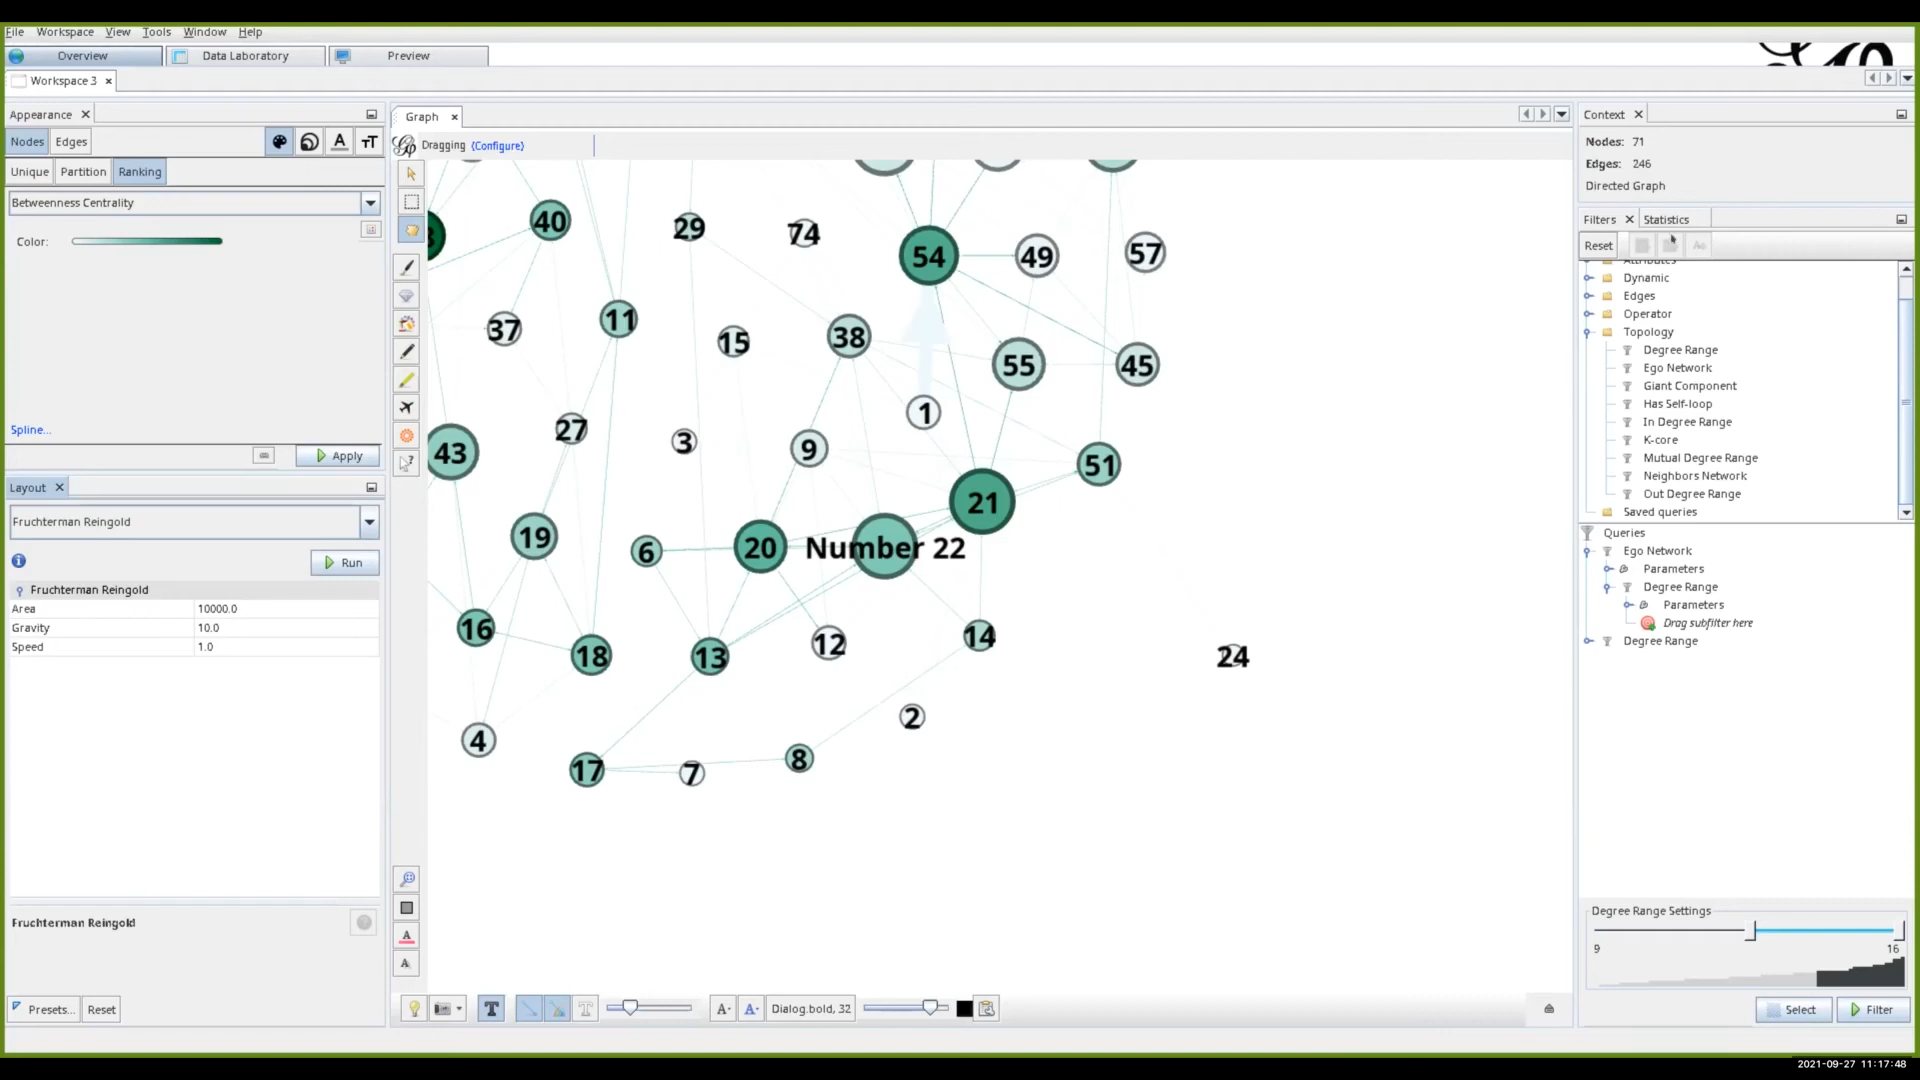 File Workspace View Tools Window Help
Overview Data Laboratory Preview
Workspace 3
Appearance
Nodes Edges
Unique Partition Ranking
Betweenness Centrality
Color:
Spline...
Apply
Layout
Fruchterman Reingold
Run
Fruchterman Reingold
Area 10000.0
Gravity 10.0
Speed 1.0
Fruchterman Reingold
Presets... Reset
Graph
Dragging (Configure)
40 29 74 54 49 57
37 11 15 38 55 45
43 27 3 9 1 51
21
19 6 20 Number 22
16 18 13 12 14 24
4 2
17 7 8
Dialog.bold, 32
Context
Nodes: 71
Edges: 246
Directed Graph
Filters Statistics
Reset
Attributes
Dynamic
Edges
Operator
Topology
Degree Range
Ego Network
Giant Component
Has Self-loop
In Degree Range
K-core
Mutual Degree Range
Neighbors Network
Out Degree Range
Saved queries
Queries
Ego Network
Parameters
Degree Range
Parameters
Drag subfilter here
Degree Range
Degree Range Settings
9 16
Select Filter
2021-09-27 11:17:48